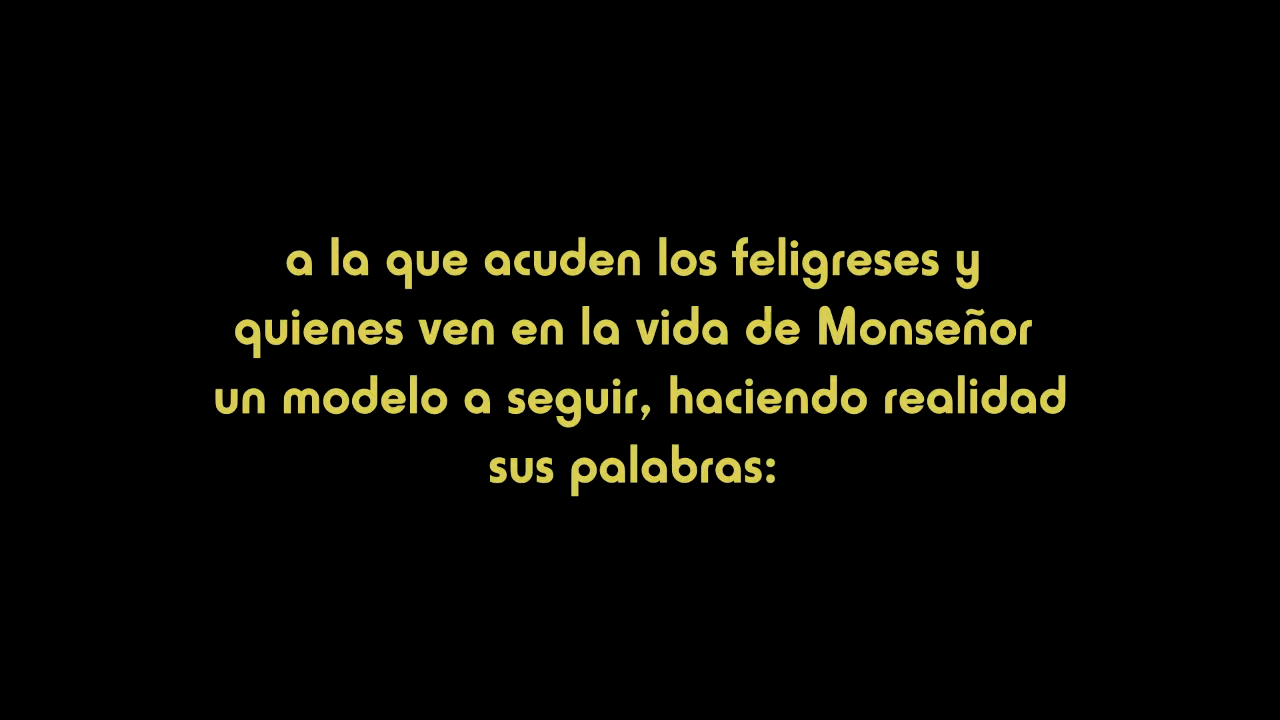 a la que acuden los feligreses y
quienes ven en la vida de Monseñor
un modelo a seguir, haciendo realidad
sus palabras: